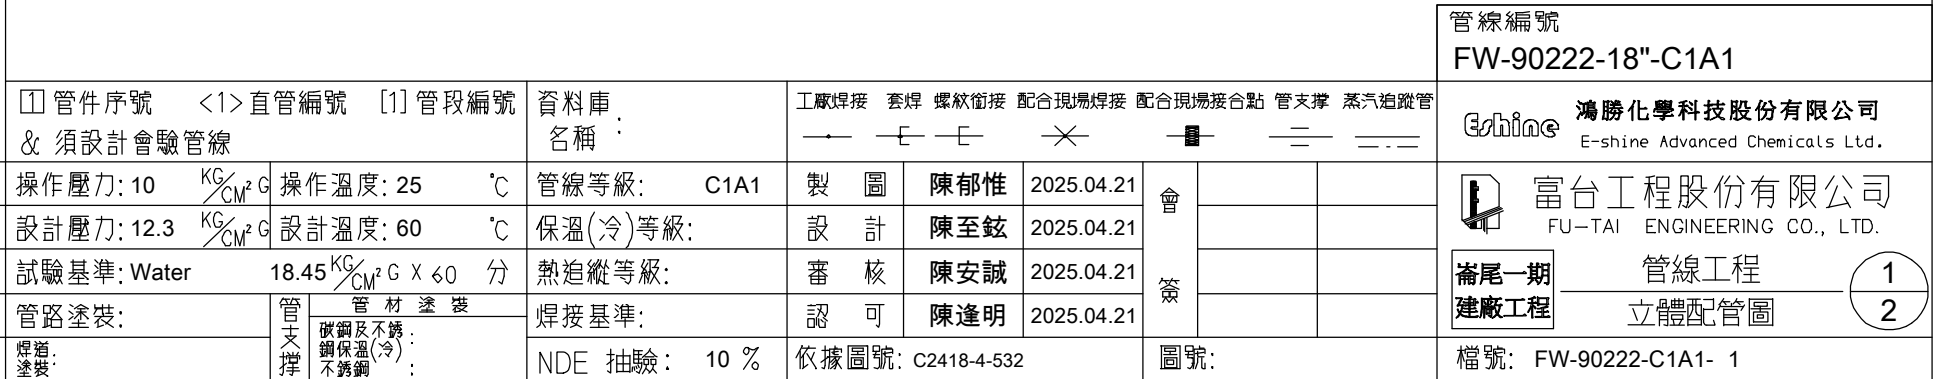 管線編號
FW-90222-18"-C1A1
1 管件序號 <1>直管編號 [1]管段編號
& 須設計會驗管線
資料庫
名稱 :
工廠焊接 套焊 螺紋銜接 配合現場焊接 配合現場接合點 管支撐 蒸汽追蹤管
Eshine 鴻勝化學科技股份有限公司
E-shine Advanced Chemicals Ltd.
操作壓力: 10 KG/CM² G 操作溫度: 25 °C 管線等級: C1A1 製圖 陳郁惟 2025.04.21
設計壓力: 12.3 KG/CM² G 設計溫度: 60 °C 保溫(冷)等級: 設計 陳至鉉 2025.04.21
試驗基準: Water 18.45 KG/CM² G X 60 分 熱追縱等級: 審核 陳安誠 2025.04.21
管路塗裝: 管支撐 管材塗裝 焊接基準: 認可 陳逢明 2025.04.21
會簽
富台工程股份有限公司
FU-TAI ENGINEERING CO., LTD.
崙尾一期
建廠工程
管線工程
立體配管圖
1
2
焊道:
塗裝
碳鋼及不銹 :
鋼保溫(冷)
不銹鋼 :
NDE 抽驗: 10 % 依據圖號: C2418-4-532 圖號: 檔號: FW-90222-C1A1- 1